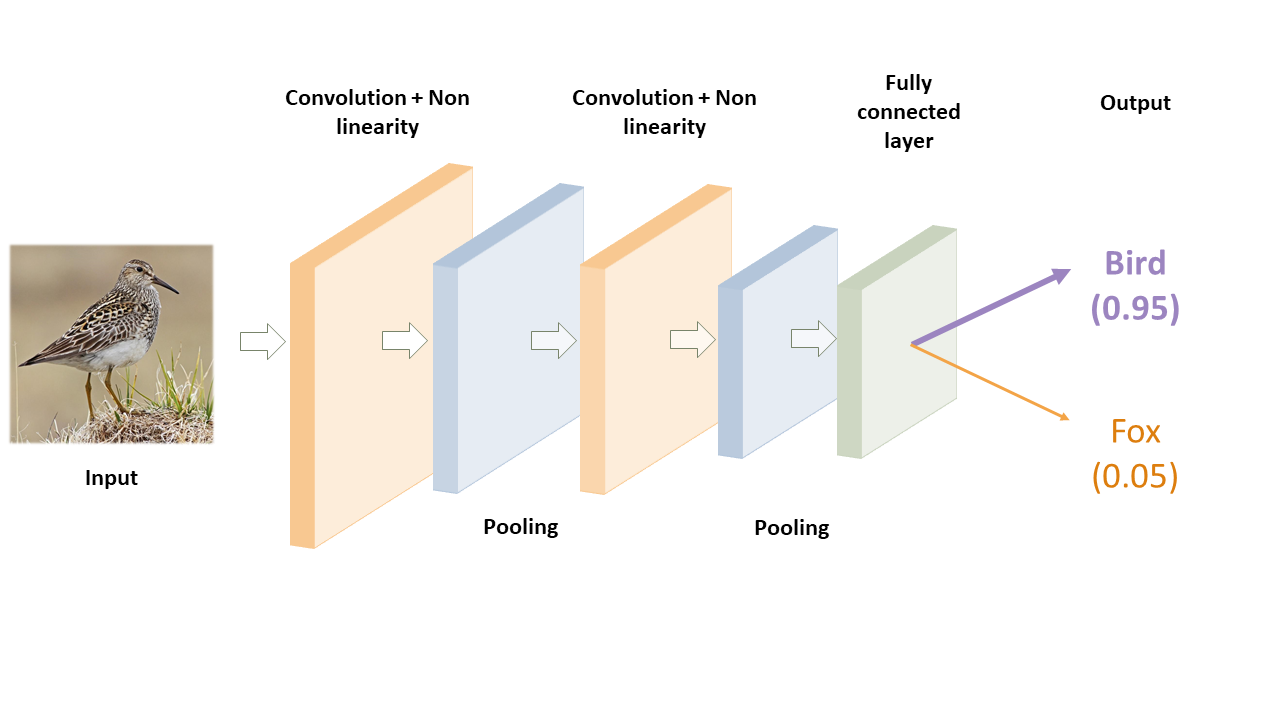 Convolution + Non
linearity
Convolution + Non
linearity
Fully
connected
layer
Output
Bird
(0.95)
Fox
(0.05)
Input
Pooling
Pooling